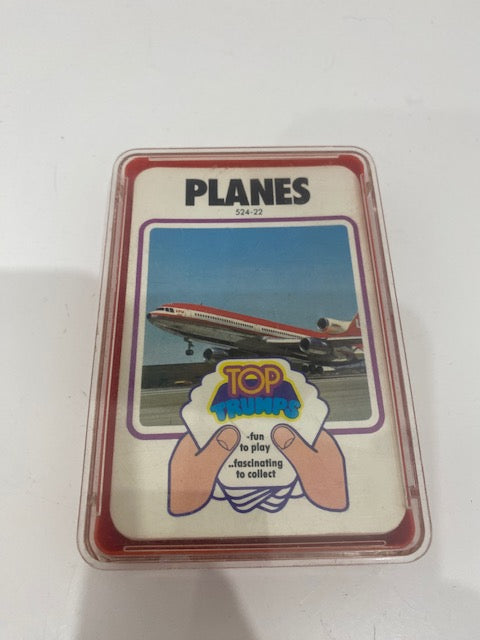 PLANES
524-22
TOP
TRUMPS
-fun
to play
..fascinating
to collect